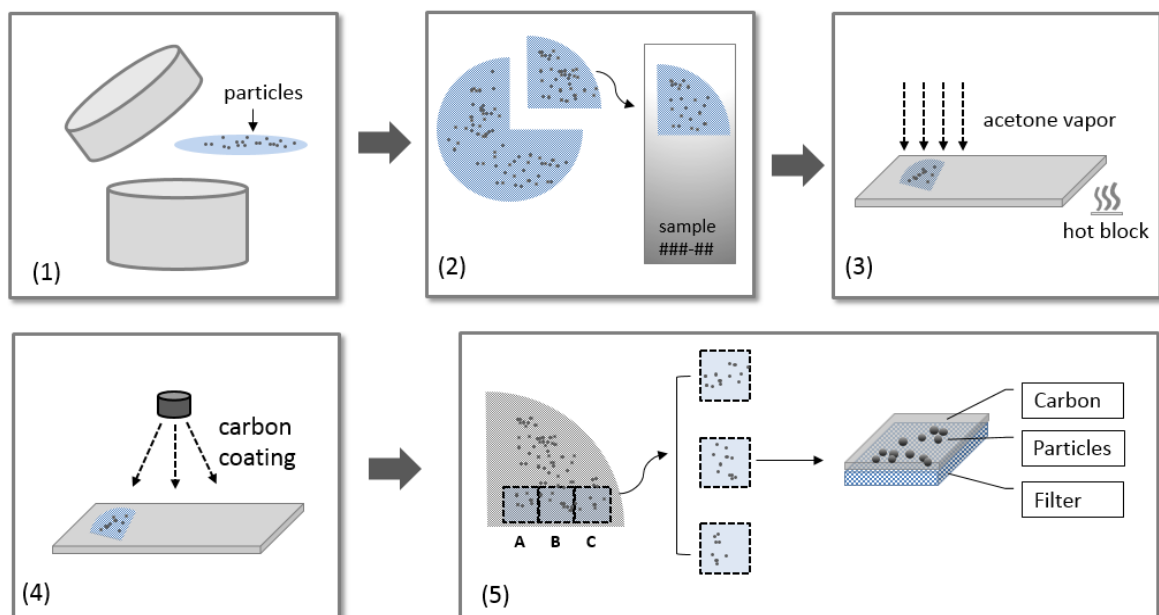 particles
(1)
sample
###-##
(2)
acetone vapor
hot block
(3)
carbon
coating
(4)
A B C
Carbon
Particles
Filter
(5)